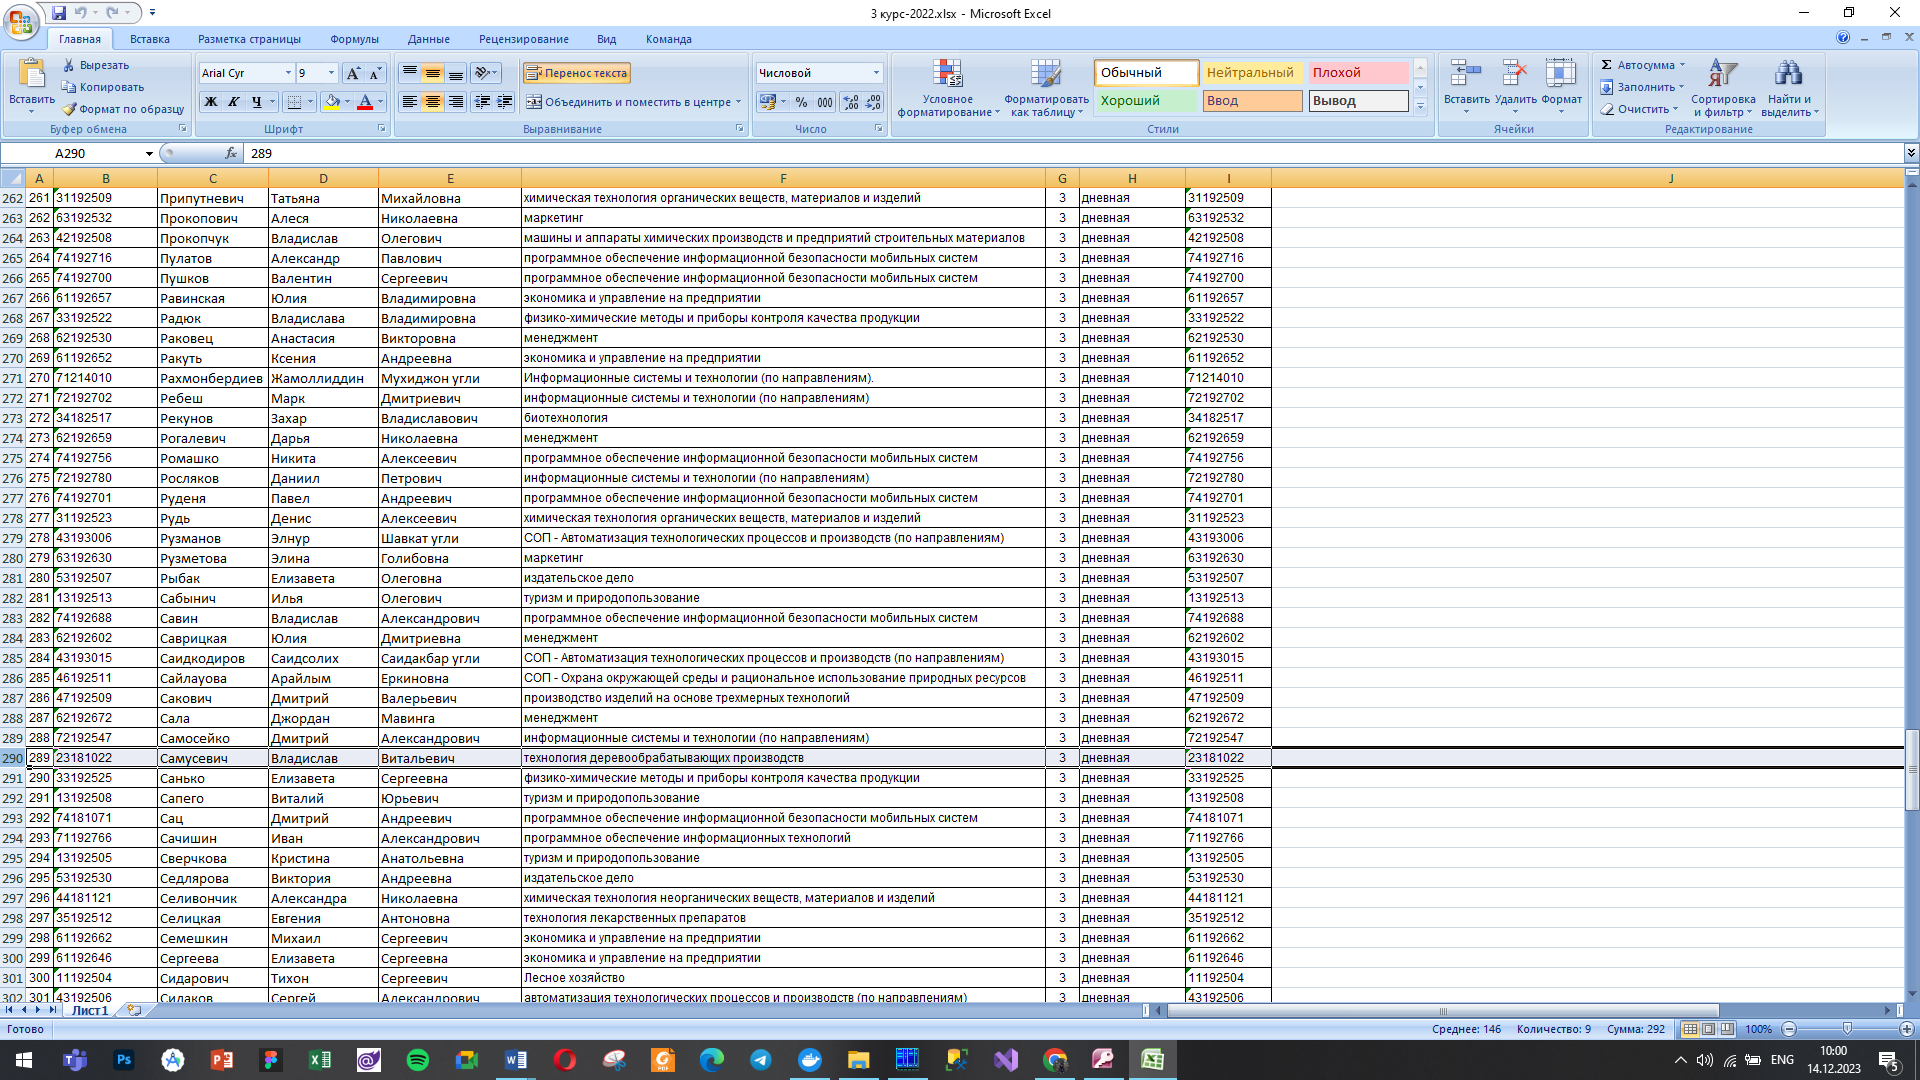 3 курс-2022.xlsx - Microsoft Excel
Главная Вставка Разметка страницы Формулы Данные Рецензирование Вид Команда
Вставить Вырезать Копировать Формат по образцу Буфер обмена
Arial Cyr 9 Ж К Ч Шрифт
Перенос текста Объединить и поместить в центре Выравнивание
Числовой % 000 Число
Условное форматирование Форматировать как таблицу Обычный Нейтральный Плохой Хороший Ввод Вывод Стили
Вставить Удалить Формат Ячейки
Автосумма Заполнить Очистить Сортировка и фильтр Найти и выделить Редактирование
A290 fx 289
A B C D E F G H I J
262 261 31192509 Припутневич Татьяна Михайловна химическая технология органических веществ, материалов и изделий 3 дневная 31192509
263 262 63192532 Прокопович Алеся Николаевна маркетинг 3 дневная 63192532
264 263 42192508 Прокопчук Владислав Олегович машины и аппараты химических производств и предприятий строительных материалов 3 дневная 42192508
265 264 74192716 Пулатов Александр Павлович программное обеспечение информационной безопасности мобильных систем 3 дневная 74192716
266 265 74192700 Пушков Валентин Сергеевич программное обеспечение информационной безопасности мобильных систем 3 дневная 74192700
267 266 61192657 Равинская Юлия Владимировна экономика и управление на предприятии 3 дневная 61192657
268 267 33192522 Радюк Владислава Владимировна физико-химические методы и приборы контроля качества продукции 3 дневная 33192522
269 268 62192530 Раковец Анастасия Викторовна менеджмент 3 дневная 62192530
270 269 61192652 Ракуть Ксения Андреевна экономика и управление на предприятии 3 дневная 61192652
271 270 71214010 Рахмонбердиев Жамоллиддин Мухиджон угли Информационные системы и технологии (по направлениям). 3 дневная 71214010
272 271 72192702 Ребеш Марк Дмитриевич информационные системы и технологии (по направлениям) 3 дневная 72192702
273 272 34182517 Рекунов Захар Владиславович биотехнология 3 дневная 34182517
274 273 62192659 Рогалевич Дарья Николаевна менеджмент 3 дневная 62192659
275 274 74192756 Ромашко Никита Алексеевич программное обеспечение информационной безопасности мобильных систем 3 дневная 74192756
276 275 72192780 Росляков Даниил Петрович информационные системы и технологии (по направлениям) 3 дневная 72192780
277 276 74192701 Руденя Павел Андреевич программное обеспечение информационной безопасности мобильных систем 3 дневная 74192701
278 277 31192523 Рудь Денис Алексеевич химическая технология органических веществ, материалов и изделий 3 дневная 31192523
279 278 43193006 Рузманов Элнур Шавкат угли СОП - Автоматизация технологических процессов и производств (по направлениям) 3 дневная 43193006
280 279 63192630 Рузметова Элина Голибовна маркетинг 3 дневная 63192630
281 280 53192507 Рыбак Елизавета Олеговна издательское дело 3 дневная 53192507
282 281 13192513 Сабынич Илья Олегович туризм и природопользование 3 дневная 13192513
283 282 74192688 Савин Владислав Александрович программное обеспечение информационной безопасности мобильных систем 3 дневная 74192688
284 283 62192602 Саврицкая Юлия Дмитриевна менеджмент 3 дневная 62192602
285 284 43193015 Саидкодиров Саидсолих Саидакбар угли СОП - Автоматизация технологических процессов и производств (по направлениям) 3 дневная 43193015
286 285 46192511 Сайлауова Арайлым Еркиновна СОП - Охрана окружающей среды и рациональное использование природных ресурсов 3 дневная 46192511
287 286 47192509 Сакович Дмитрий Валерьевич производство изделий на основе трехмерных технологий 3 дневная 47192509
288 287 62192672 Сала Джордан Мавинга менеджмент 3 дневная 62192672
289 288 72192547 Самосейко Дмитрий Александрович информационные системы и технологии (по направлениям) 3 дневная 72192547
290 289 23181022 Самусевич Владислав Витальевич технология деревообрабатывающих производств 3 дневная 23181022
291 290 33192525 Санько Елизавета Сергеевна физико-химические методы и приборы контроля качества продукции 3 дневная 33192525
292 291 13192508 Сапего Виталий Юрьевич туризм и природопользование 3 дневная 13192508
293 292 74181071 Сац Дмитрий Андреевич программное обеспечение информационной безопасности мобильных систем 3 дневная 74181071
294 293 71192766 Сачишин Иван Александрович программное обеспечение информационных технологий 3 дневная 71192766
295 294 13192505 Сверчкова Кристина Анатольевна туризм и природопользование 3 дневная 13192505
296 295 53192530 Седлярова Виктория Андреевна издательское дело 3 дневная 53192530
297 296 44181121 Селивончик Александра Николаевна химическая технология неорганических веществ, материалов и изделий 3 дневная 44181121
298 297 35192512 Селицкая Евгения Антоновна технология лекарственных препаратов 3 дневная 35192512
299 298 61192662 Семешкин Михаил Сергеевич экономика и управление на предприятии 3 дневная 61192662
300 299 61192646 Сергеева Елизавета Сергеевна экономика и управление на предприятии 3 дневная 61192646
301 300 11192504 Сидарович Тихон Сергеевич Лесное хозяйство 3 дневная 11192504
302 301 43192506 Сидаков Сергей Александрович автоматизация технологических процессов и производств (по направлениям) 3 дневная 43192506
Лист1
Готово Среднее: 146 Количество: 9 Сумма: 292 100%
ENG 10:00 14.12.2023 5